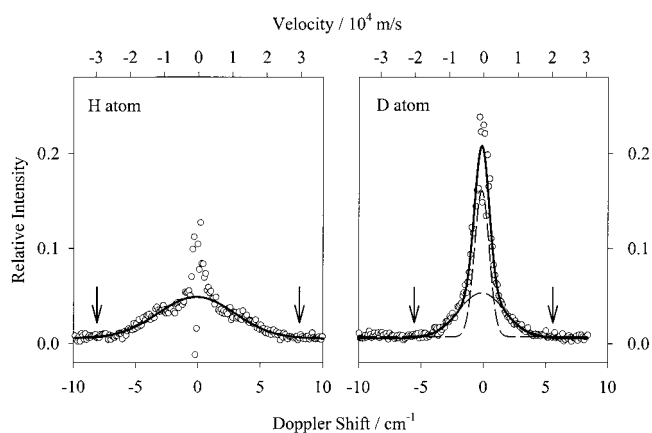 Velocity / 10⁴ m/s
-3 -2 -1 0 1 2 3
-3 -2 -1 0 1 2 3
H atom
D atom
Relative Intensity
0.2 0.2
0.1 0.1
0.0 0.0
-10 -5 0 5 10
-10 -5 0 5 10
Doppler Shift / cm⁻¹